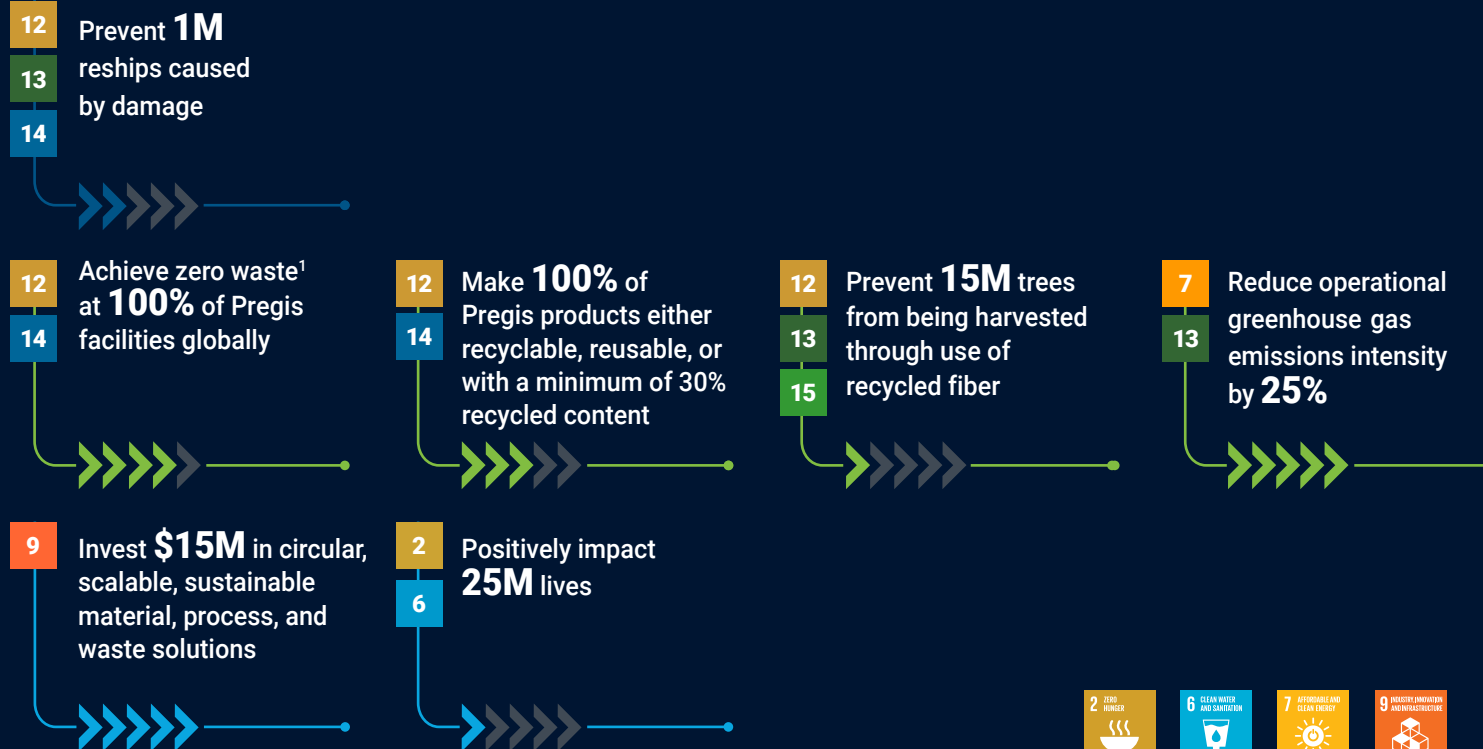 12
13
14
Prevent 1M
reships caused
by damage
12
14
Achieve zero waste1
at 100% of Pregis
facilities globally
12
14
Make 100% of
Pregis products either
recyclable, reusable, or
with a minimum of 30%
recycled content
12
13
15
Prevent 15M trees
from being harvested
through use of
recycled fiber
7
13
Reduce operational
greenhouse gas
emissions intensity
by 25%
9
Invest $15M in circular,
scalable, sustainable
material, process, and
waste solutions
2
6
Positively impact
25M lives
2 ZERO
HUNGER
6 CLEAN WATER
AND SANITATION
7 AFFORDABLE AND
CLEAN ENERGY
9 INDUSTRY, INNOVATION
AND INFRASTRUCTURE